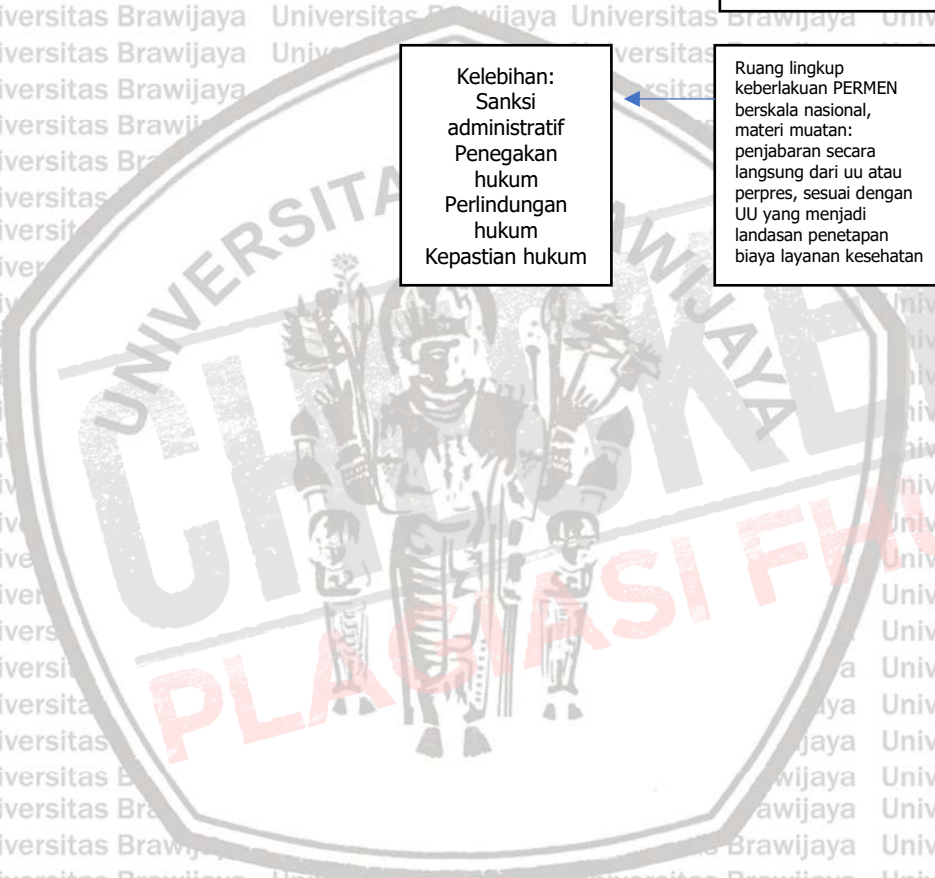 Kelebihan:
Sanksi
administratif
Penegakan
hukum
Perlindungan
hukum
Kepastian hukum
Ruang lingkup
keberlakuan PERMEN
berskala nasional,
materi muatan:
penjabaran secara
langsung dari uu atau
perpres, sesuai dengan
UU yang menjadi
landasan penetapan
biaya layanan kesehatan
Universitas Brawijaya Universitas Brawijaya
UNIVERSITAS BRAWIJAYA
PLAGIASI